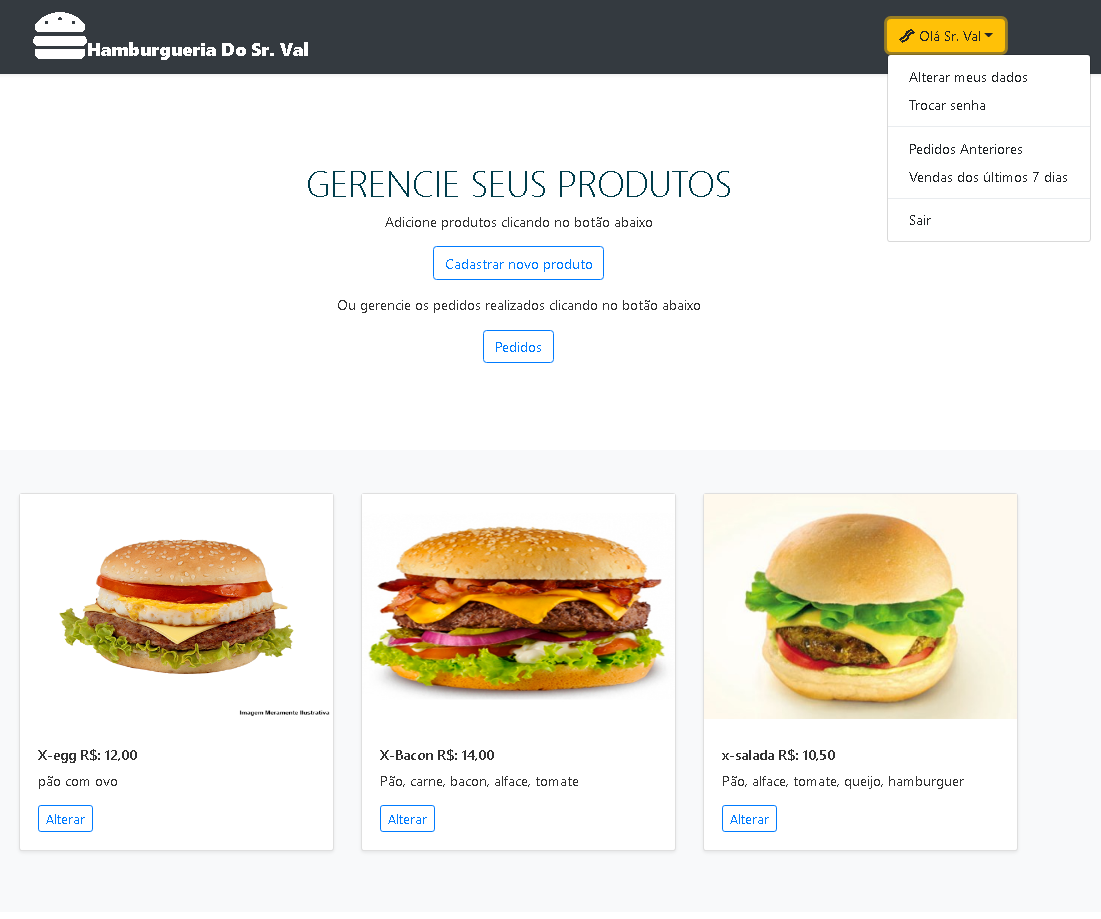 Hamburgueria Do Sr. Val
Olá Sr. Val
Alterar meus dados
Trocar senha
Pedidos Anteriores
Vendas dos últimos 7 dias
Sair
GERENCIE SEUS PRODUTOS
Adicione produtos clicando no botão abaixo
Cadastrar novo produto
Ou gerencie os pedidos realizados clicando no botão abaixo
Pedidos
Imagem Meramente Ilustrativa
X-egg R$: 12,00
pão com ovo
Alterar
X-Bacon R$: 14,00
Pão, carne, bacon, alface, tomate
Alterar
x-salada R$: 10,50
Pão, alface, tomate, queijo, hamburguer
Alterar